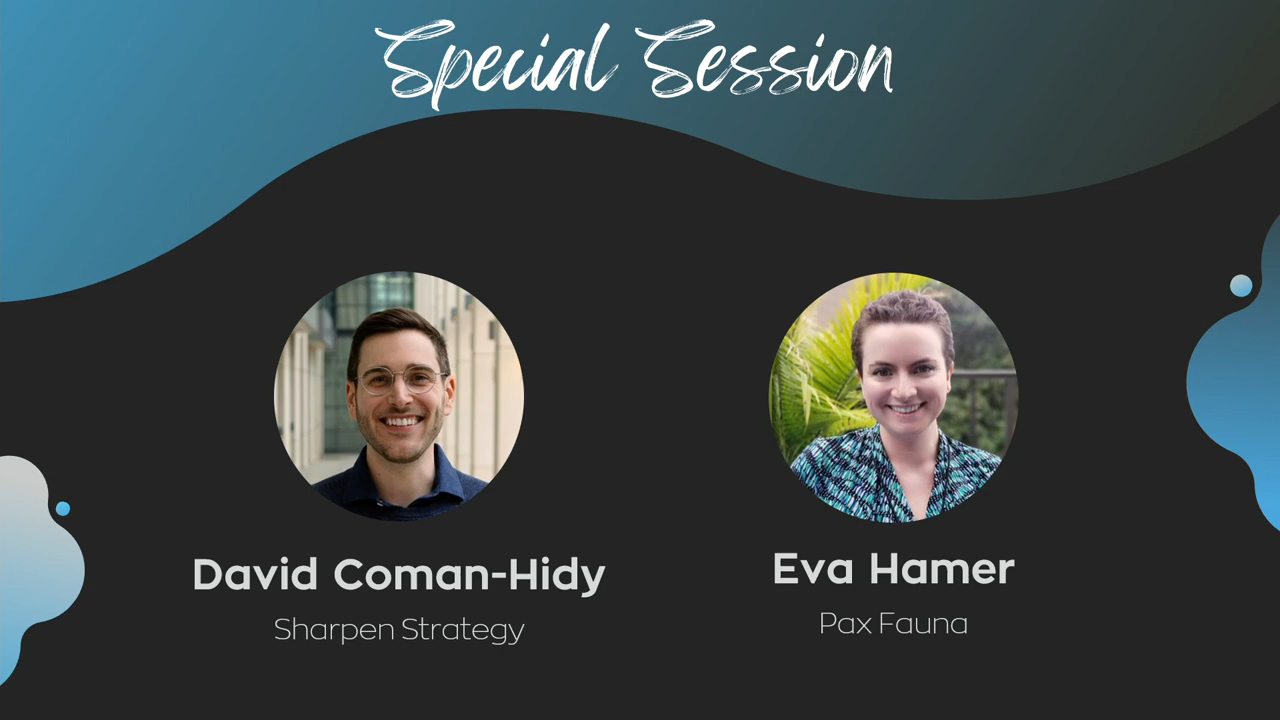 Special Session
David Coman-Hidy
Sharpen Strategy
Eva Hamer
Pax Fauna